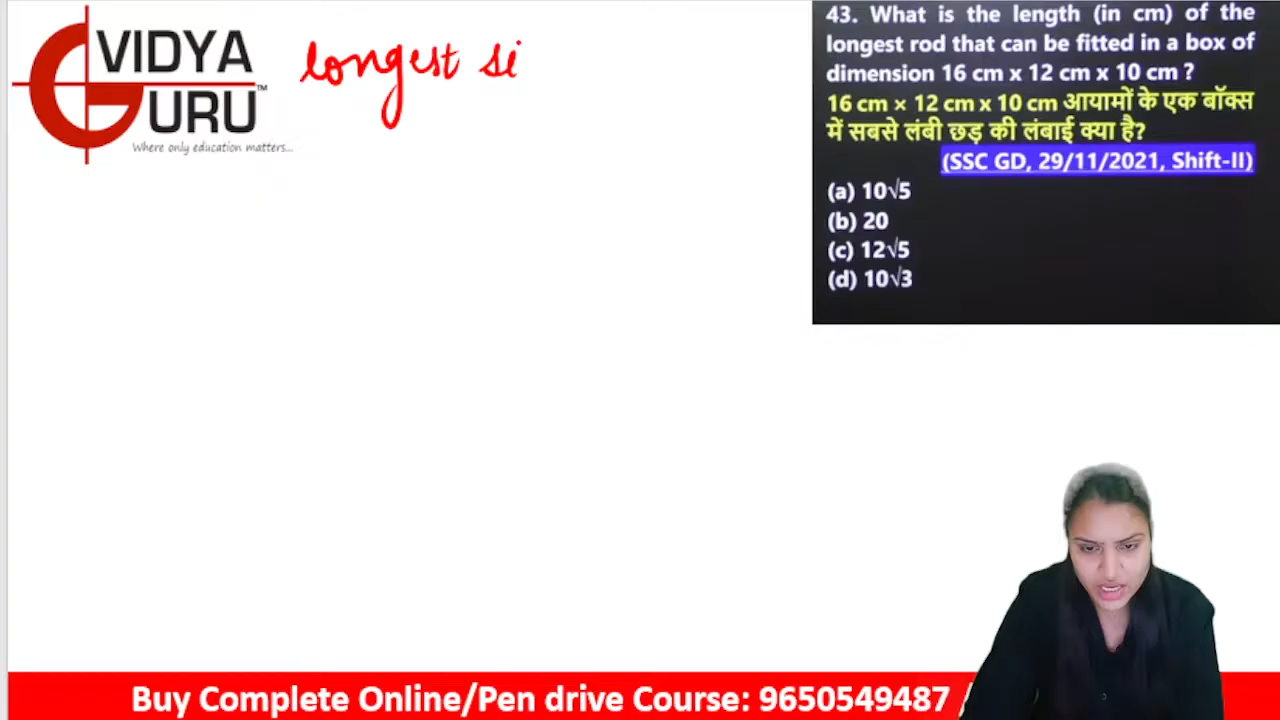 VIDYA
GURU™
Where only education matters...
longest si
43. What is the length (in cm) of the
longest rod that can be fitted in a box of
dimension 16 cm x 12 cm x 10 cm ?
16 cm × 12 cm x 10 cm आयामों के एक बॉक्स
में सबसे लंबी छड़ की लंबाई क्या है?
(SSC GD, 29/11/2021, Shift-II)
(a) 10√5
(b) 20
(c) 12√5
(d) 10√3
Buy Complete Online/Pen drive Course: 9650549487 /